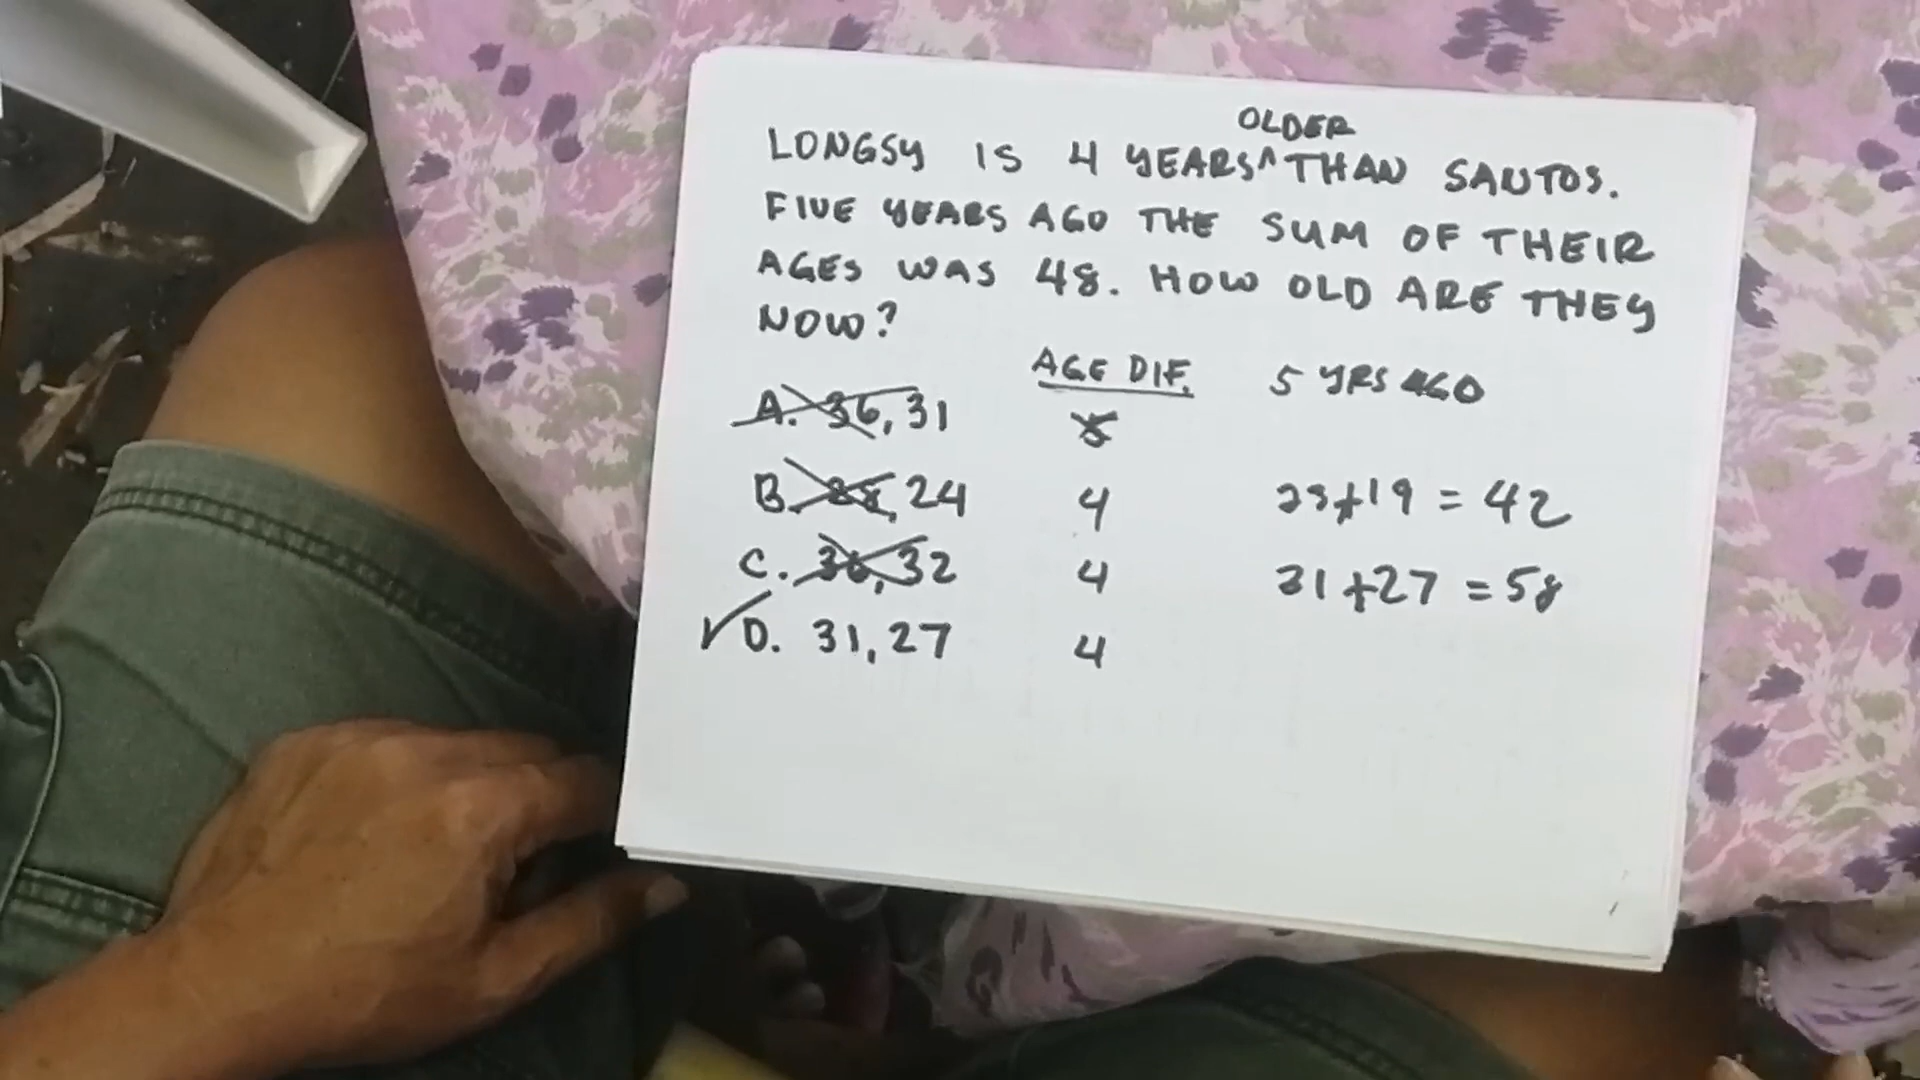 OLDER
LONGSY IS 4 YEARS^THAN SANTOS.
FIVE YEARS AGO THE SUM OF THEIR
AGES WAS 48. HOW OLD ARE THEY
NOW?
AGE DIF. 5 YRS AGO
A. 36, 31 5
B. 28, 24 4 23+19 = 42
C. 36, 32 4 31+27 = 58
✓D. 31, 27 4